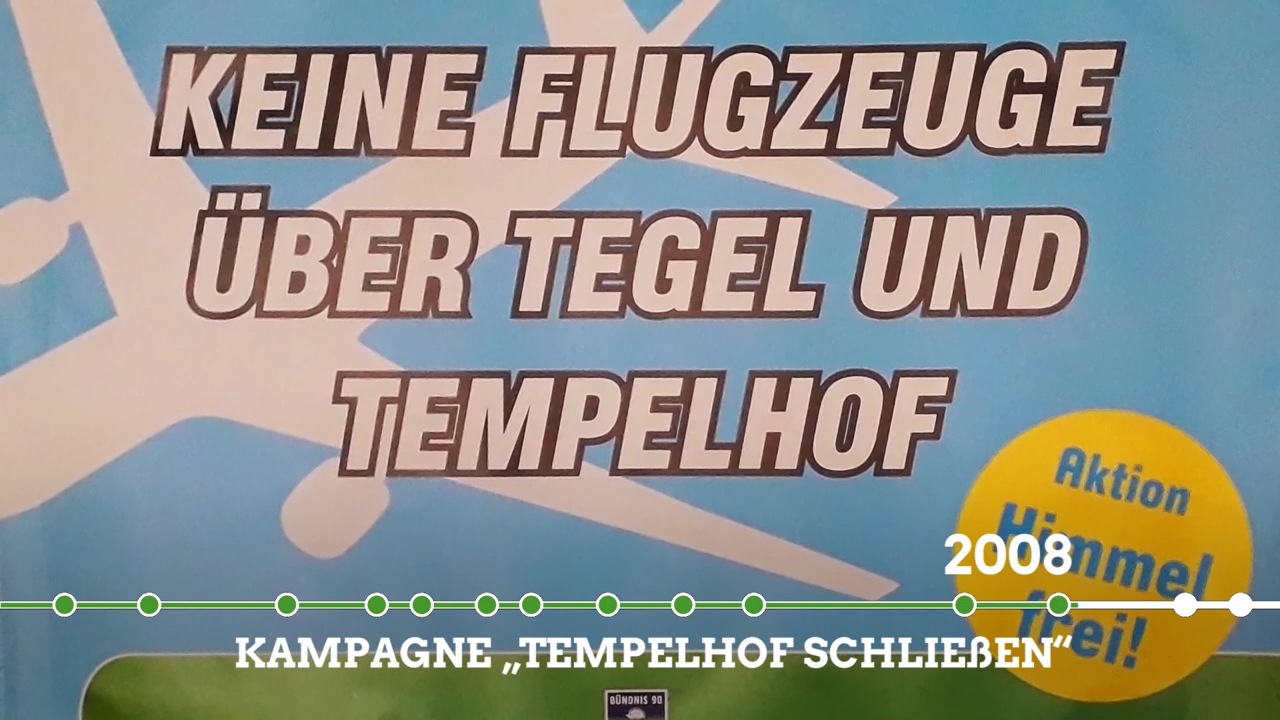 KEINE FLUGZEUGE
ÜBER TEGEL UND
TEMPELHOF
Aktion
Himmel
frei!
2008
KAMPAGNE „TEMPELHOF SCHLIEßEN“
BÜNDNIS 90